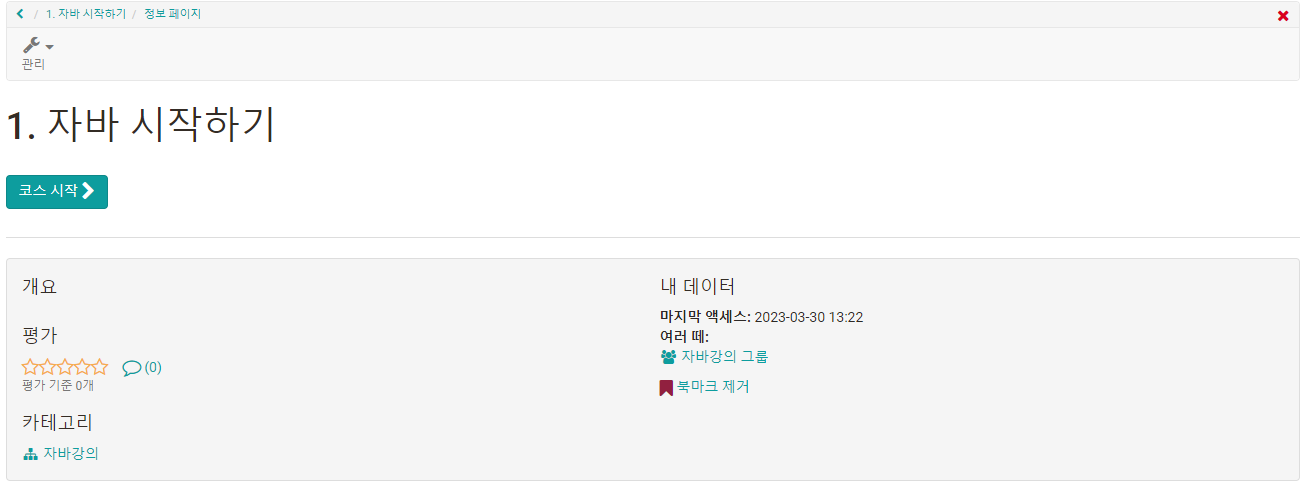 / 1. 자바 시작하기 / 정보 페이지
관리
1. 자바 시작하기
코스 시작
개요
평가
(0)
평가 기준 0개
카테고리
자바강의
내 데이터
마지막 액세스: 2023-03-30 13:22
여러 떼:
자바강의 그룹
북마크 제거